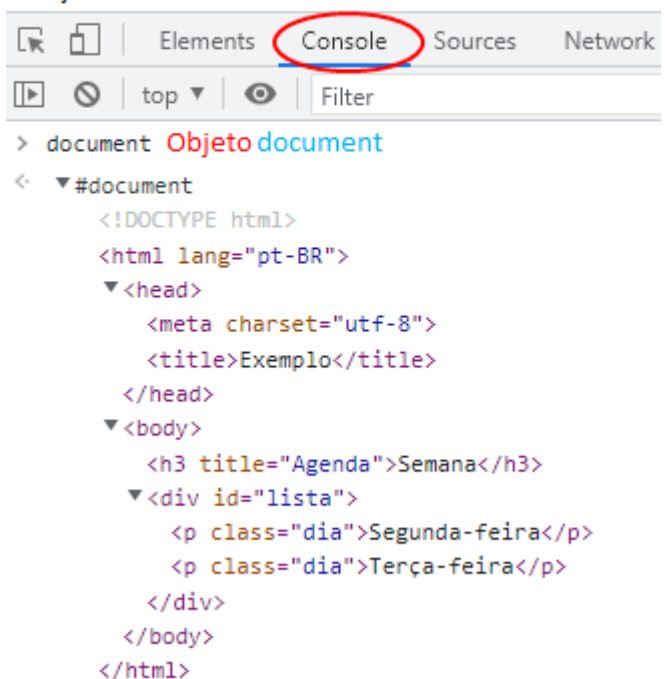 Elements Console Sources Network
top ▼ Filter
> document Objeto document
▼#document
<!DOCTYPE html>
<html lang="pt-BR">
▼<head>
<meta charset="utf-8">
<title>Exemplo</title>
</head>
▼<body>
<h3 title="Agenda">Semana</h3>
▼<div id="lista">
<p class="dia">Segunda-feira</p>
<p class="dia">Terça-feira</p>
</div>
</body>
</html>